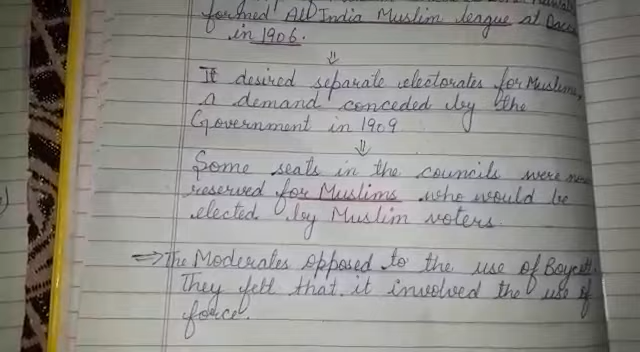 formed All India Muslim league at Dacca
in 1906.
⇓
It desired separate electorates for Muslims,
a demand conceded by the
Government in 1909
⇓
Some seats in the councils were now
reserved for Muslims who would be
elected by Muslim voters.
⇒ The Moderates opposed to the use of Boycott.
They felt that it involved the use of
force.